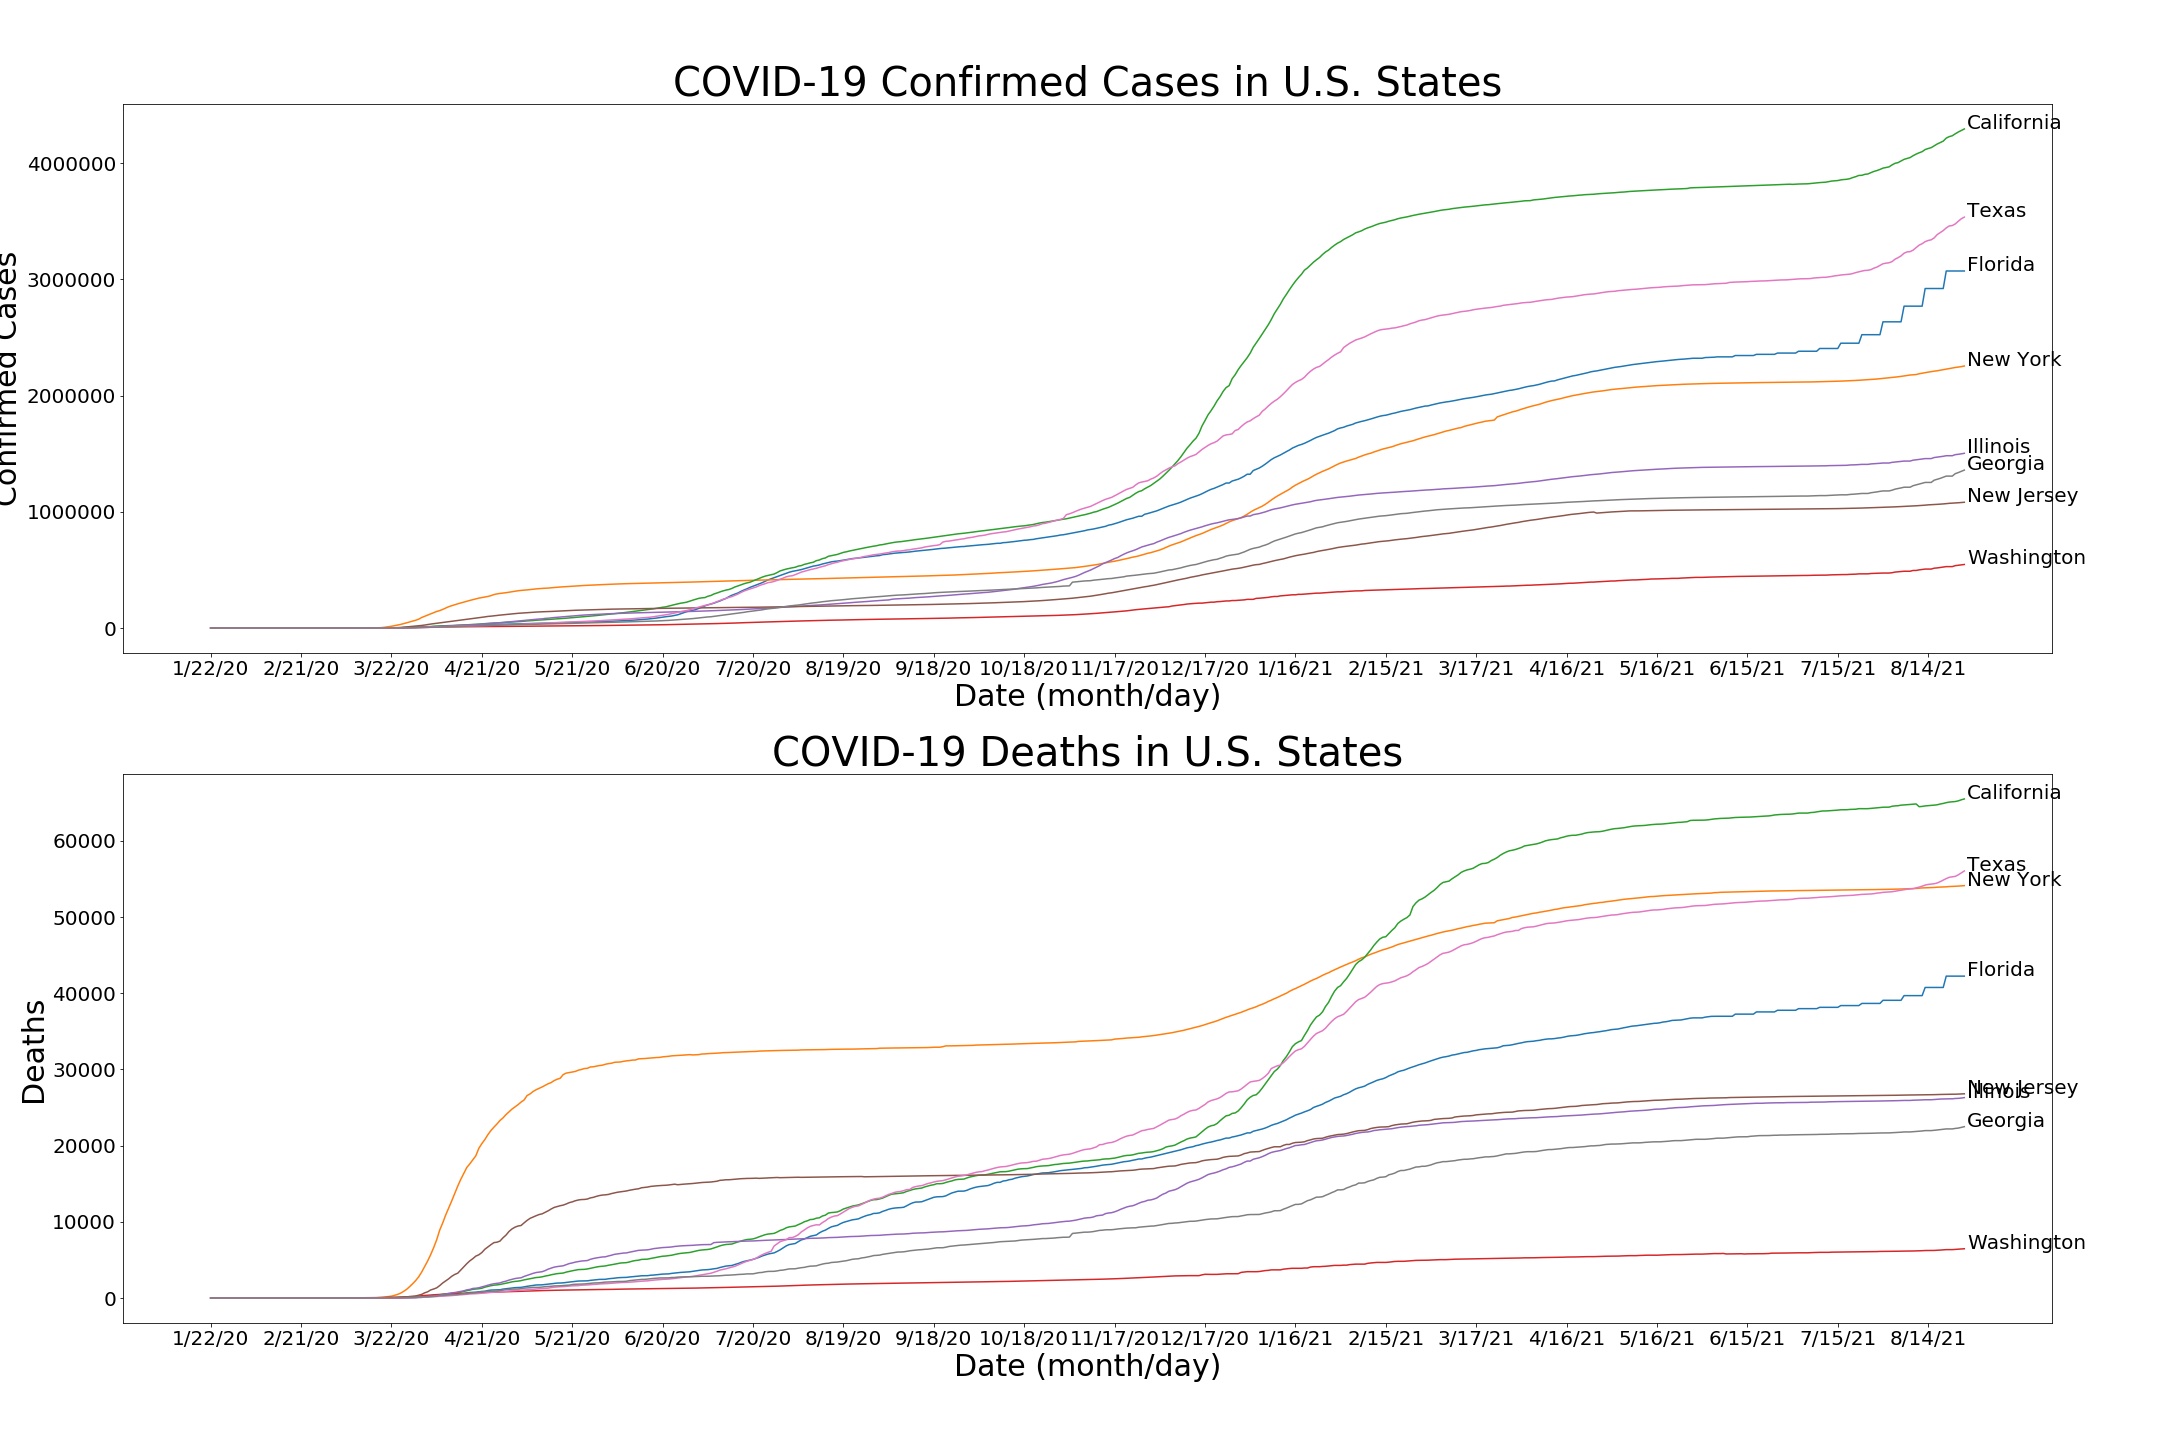 COVID-19 Confirmed Cases in U.S. States
Confirmed Cases
4000000
3000000
2000000
1000000
0
California
Texas
Florida
New York
Illinois
Georgia
New Jersey
Washington
1/22/20 2/21/20 3/22/20 4/21/20 5/21/20 6/20/20 7/20/20 8/19/20 9/18/20 10/18/20 11/17/20 12/17/20 1/16/21 2/15/21 3/17/21 4/16/21 5/16/21 6/15/21 7/15/21 8/14/21
Date (month/day)
COVID-19 Deaths in U.S. States
Deaths
60000
50000
40000
30000
20000
10000
0
California
Texas
New York
Florida
New Jersey
Illinois
Georgia
Washington
1/22/20 2/21/20 3/22/20 4/21/20 5/21/20 6/20/20 7/20/20 8/19/20 9/18/20 10/18/20 11/17/20 12/17/20 1/16/21 2/15/21 3/17/21 4/16/21 5/16/21 6/15/21 7/15/21 8/14/21
Date (month/day)